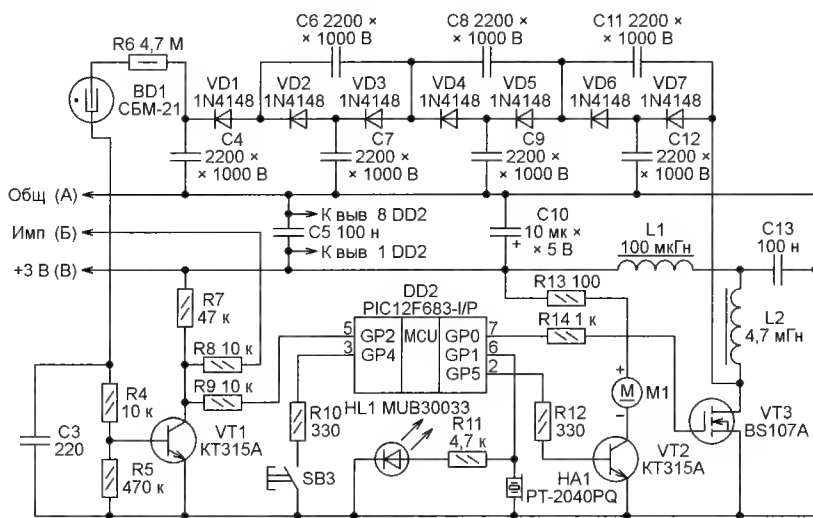 C6 2200 ×
× 1000 В
C8 2200 ×
× 1000 В
C11 2200 ×
× 1000 В
R6 4,7 М
BD1
СБМ-21
VD1
1N4148
VD2
1N4148
VD3
1N4148
VD4
1N4148
VD5
1N4148
VD6
1N4148
VD7
1N4148
C4
2200 ×
× 1000 В
C7
2200 ×
× 1000 В
C9
2200 ×
× 1000 В
C12
2200 ×
× 1000 В
Общ (А)
Имп (Б)
+3 В (В)
К выв 8 DD2
C5 100 н
К выв 1 DD2
C10
10 мк ×
× 5 В
+
L1
100 мкГн
C13
100 н
R7
47 к
R8 10 к
R9 10 к
DD2
PIC12F683-I/P
5
3
GP2
GP4
MCU
GP0
GP1
GP5
7
6
2
R13 100
R14 1 к
L2
4,7 мГн
+
M
M1
−
VT3
BS107A
R4
10 к
C3
220
R5
470 к
VT1
КТ315А
R10
330
SB3
HL1 MUB30033
R11
4,7 к
R12
330
HA1
PT-2040PQ
VT2
КТ315А